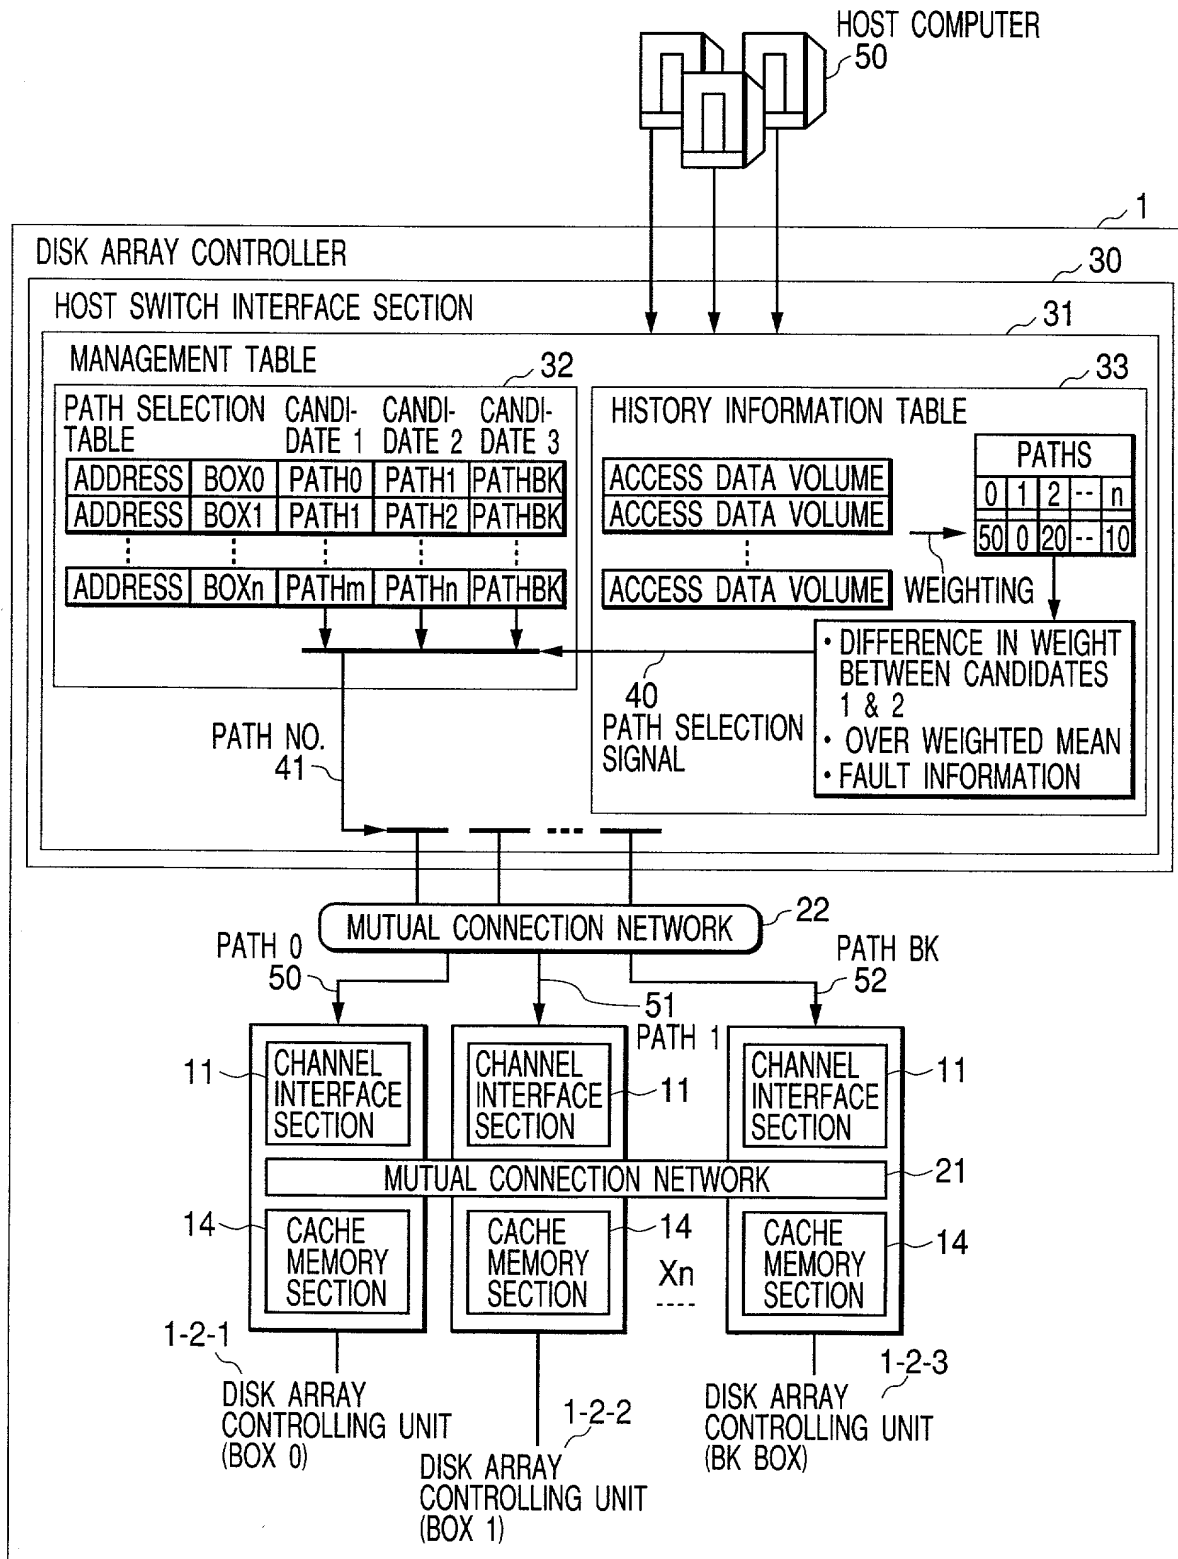 HOST COMPUTER
50
1
DISK ARRAY CONTROLLER
30
HOST SWITCH INTERFACE SECTION
31
MANAGEMENT TABLE
32
33
PATH SELECTION TABLE
CANDI-DATE 1
CANDI-DATE 2
CANDI-DATE 3
ADDRESS BOX0 PATH0 PATH1 PATHBK
ADDRESS BOX1 PATH1 PATH2 PATHBK
ADDRESS BOXn PATHm PATHn PATHBK
HISTORY INFORMATION TABLE
ACCESS DATA VOLUME
ACCESS DATA VOLUME
ACCESS DATA VOLUME
WEIGHTING
PATHS
0 1 2 -- n
50 0 20 -- 10
• DIFFERENCE IN WEIGHT
BETWEEN CANDIDATES
1 & 2
• OVER WEIGHTED MEAN
• FAULT INFORMATION
40
PATH SELECTION
SIGNAL
PATH NO.
41
MUTUAL CONNECTION NETWORK
22
PATH 0
50
51
PATH 1
PATH BK
52
11
CHANNEL
INTERFACE
SECTION
CHANNEL
INTERFACE
SECTION
11
CHANNEL
INTERFACE
SECTION
11
MUTUAL CONNECTION NETWORK
21
14
CACHE
MEMORY
SECTION
CACHE
MEMORY
SECTION
14
Xn
CACHE
MEMORY
SECTION
14
1-2-1
DISK ARRAY
CONTROLLING UNIT
(BOX 0)
1-2-2
DISK ARRAY
CONTROLLING UNIT
(BOX 1)
1-2-3
DISK ARRAY
CONTROLLING UNIT
(BK BOX)